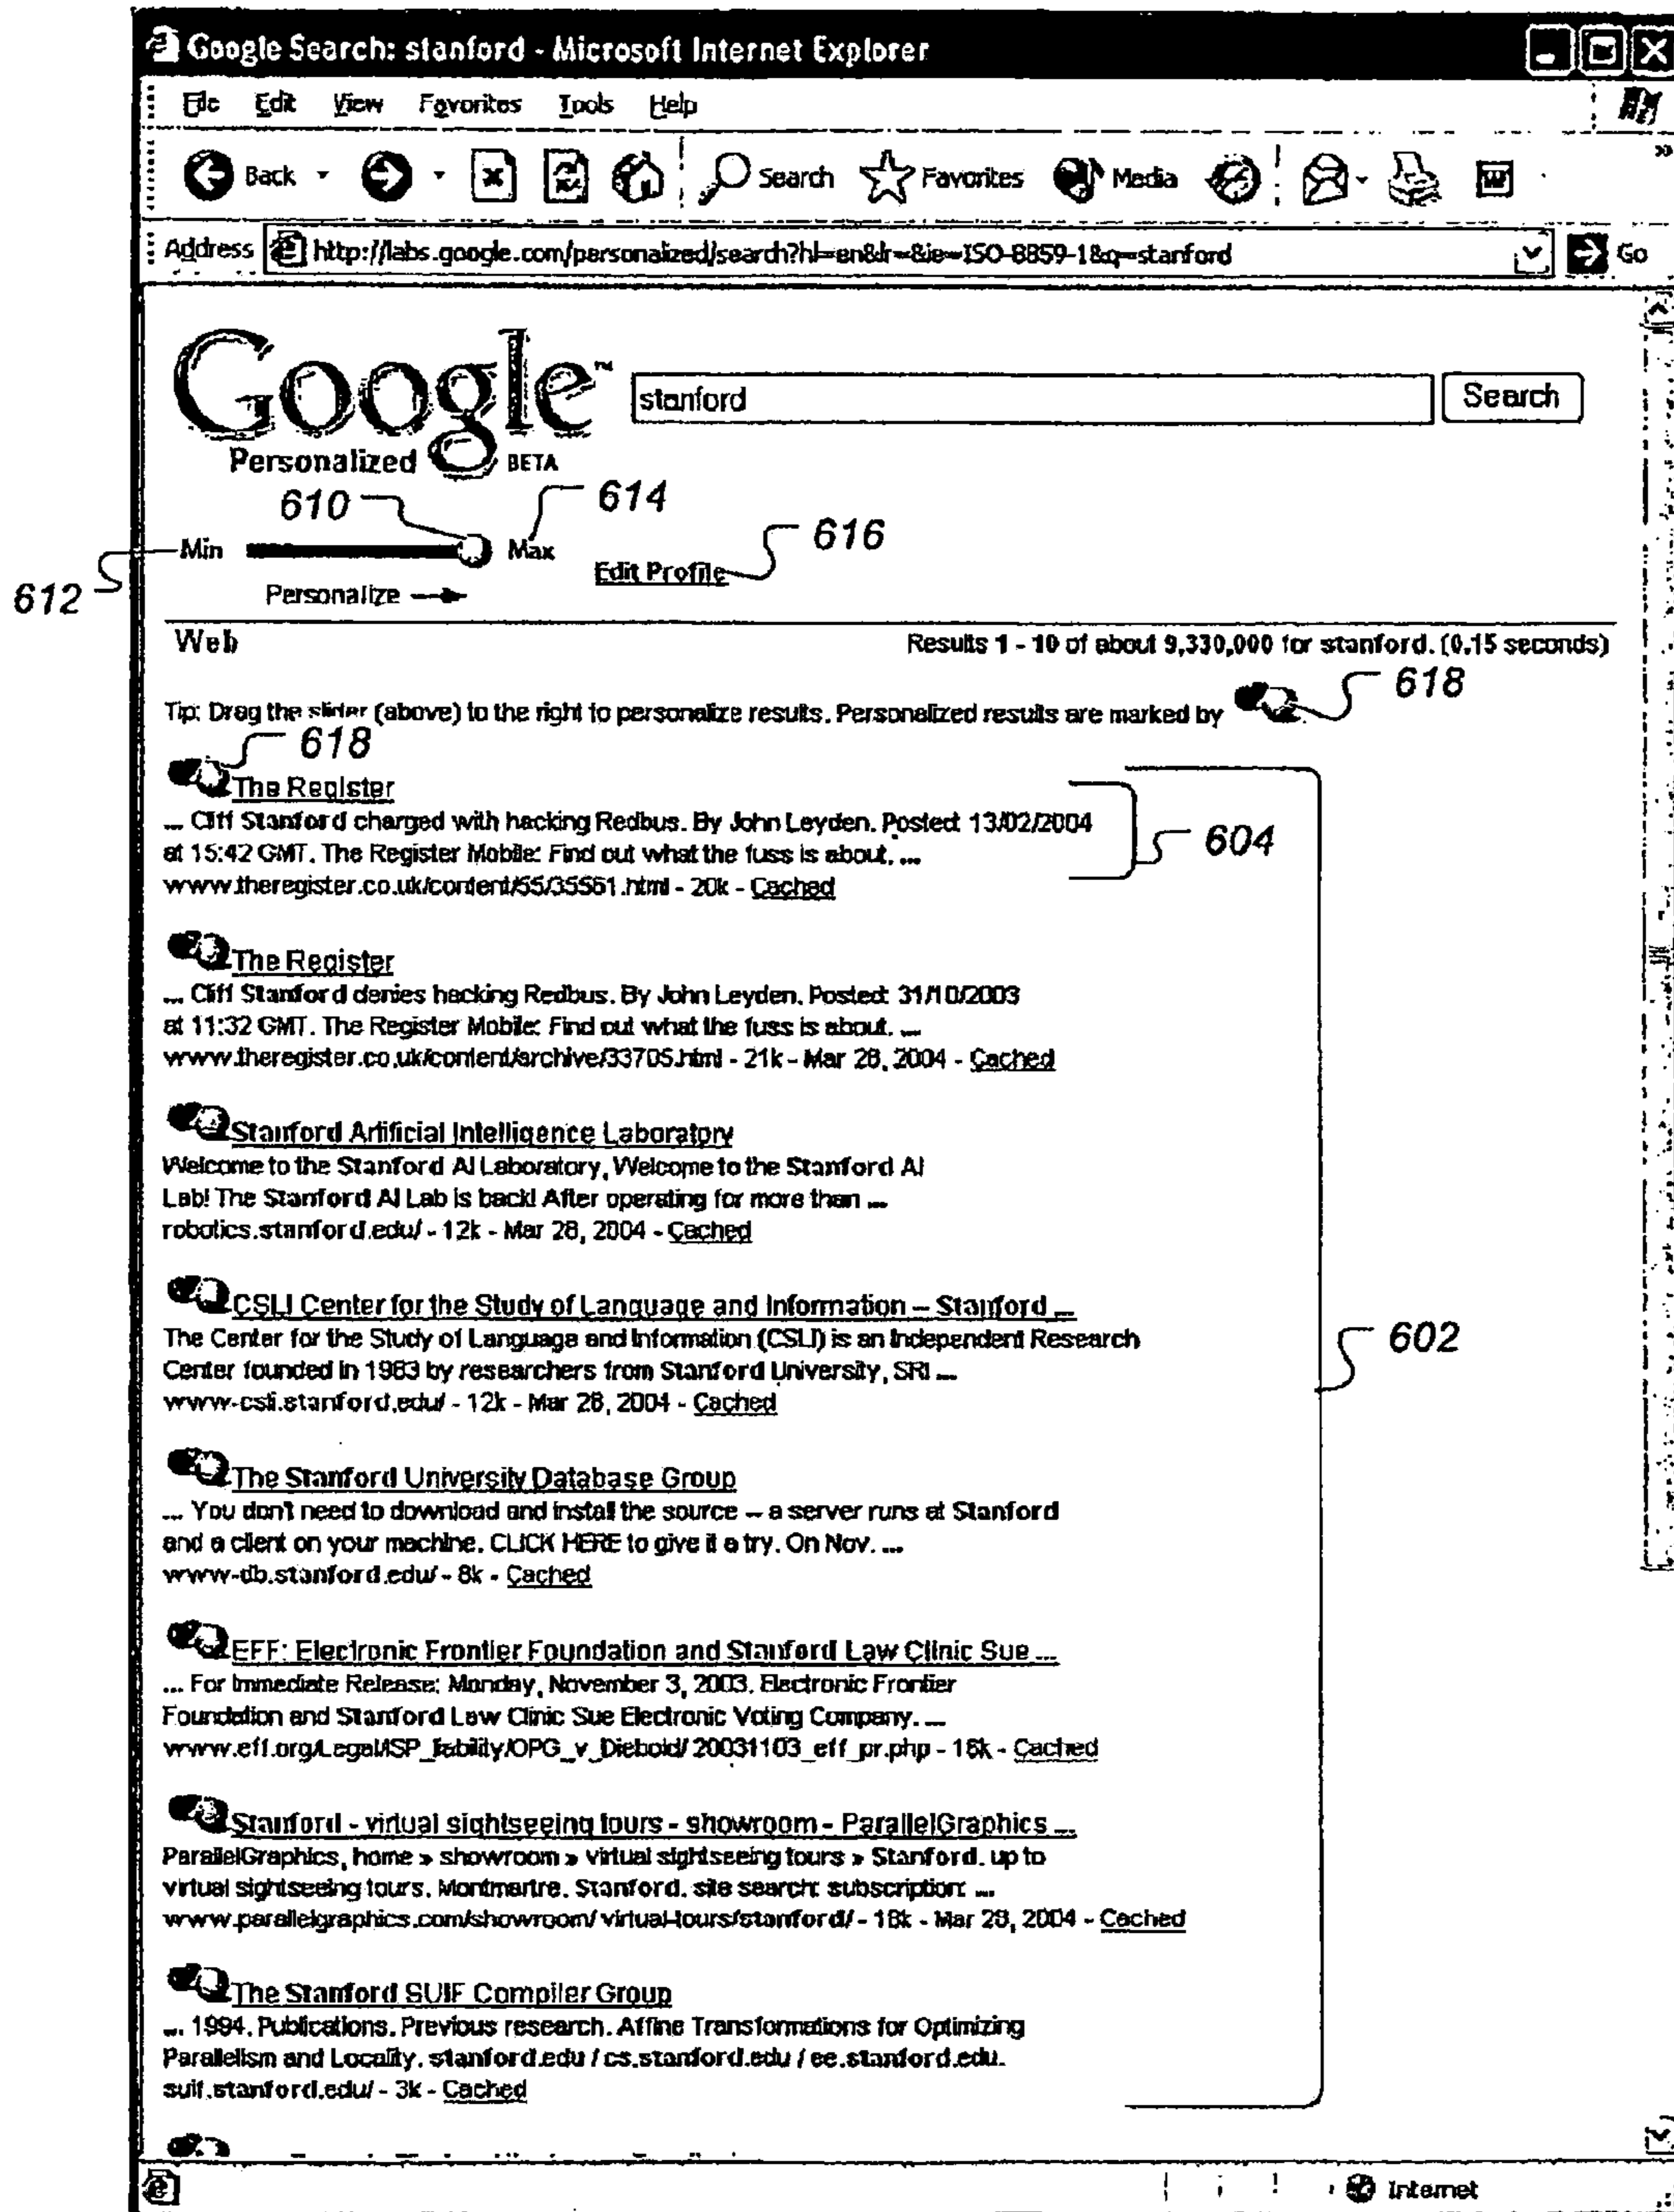 Google Search: stanford - Microsoft Internet Explorer
File Edit View Favorites Tools Help
Back Search Favorites Media
Address http://labs.google.com/personalized/search?hl=en&lr=&ie=ISO-8859-1&q=stanford Go
Google™ stanford Search
Personalized BETA
610 614
Min Max 616
612 Personalize Edit Profile
Web Results 1 - 10 of about 9,330,000 for stanford. (0.15 seconds)
618
Tip: Drag the slider (above) to the right to personalize results. Personalized results are marked by
618
The Register
... Cliff Stanford charged with hacking Redbus. By John Leyden. Posted: 13/02/2004
604
at 15:42 GMT. The Register Mobile: Find out what the fuss is about. ...
www.theregister.co.uk/content/55/35561.html - 20k - Cached
The Register
... Cliff Stanford denies hacking Redbus. By John Leyden. Posted: 31/10/2003
at 11:32 GMT. The Register Mobile: Find out what the fuss is about. ...
www.theregister.co.uk/content/archive/33705.html - 21k - Mar 28, 2004 - Cached
Stanford Artificial Intelligence Laboratory
Welcome to the Stanford AI Laboratory, Welcome to the Stanford AI
Lab! The Stanford AI Lab is back! After operating for more than ...
robotics.stanford.edu/ - 12k - Mar 28, 2004 - Cached
CSLI Center for the Study of Language and Information – Stanford ...
The Center for the Study of Language and Information (CSLI) is an Independent Research
602
Center founded in 1983 by researchers from Stanford University, SRI ...
www-csli.stanford.edu/ - 12k - Mar 28, 2004 - Cached
The Stanford University Database Group
... You don't need to download and install the source – a server runs at Stanford
and a client on your machine. CLICK HERE to give it a try. On Nov. ...
www-db.stanford.edu/ - 8k - Cached
EFF: Electronic Frontier Foundation and Stanford Law Clinic Sue ...
... For Immediate Release: Monday, November 3, 2003. Electronic Frontier
Foundation and Stanford Law Clinic Sue Electronic Voting Company. ...
www.eff.org/Legal/ISP_liability/OPG_v_Diebold/ 20031103_eff_pr.php - 16k - Cached
Stanford - virtual sightseeing tours - showroom - ParallelGraphics ...
ParallelGraphics, home » showroom » virtual sightseeing tours » Stanford. up to
virtual sightseeing tours. Montmartre. Stanford. site search: subscription: ...
www.parallelgraphics.com/showroom/ virtual-tours/stanford/ - 18k - Mar 28, 2004 - Cached
The Stanford SUIF Compiler Group
... 1994. Publications. Previous research. Affine Transformations for Optimizing
Parallelism and Locality. stanford.edu / cs.stanford.edu / ee.stanford.edu.
suif.stanford.edu/ - 3k - Cached
Internet